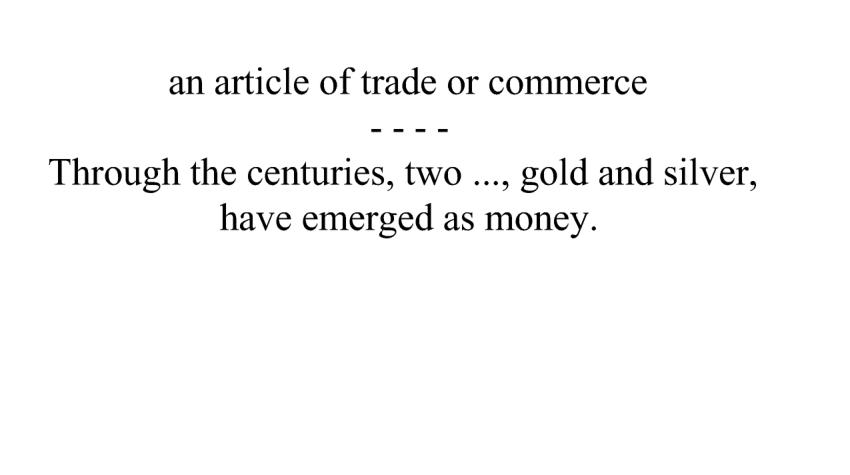 an article of trade or commerce
- - - -
Through the centuries, two ..., gold and silver,
have emerged as money.